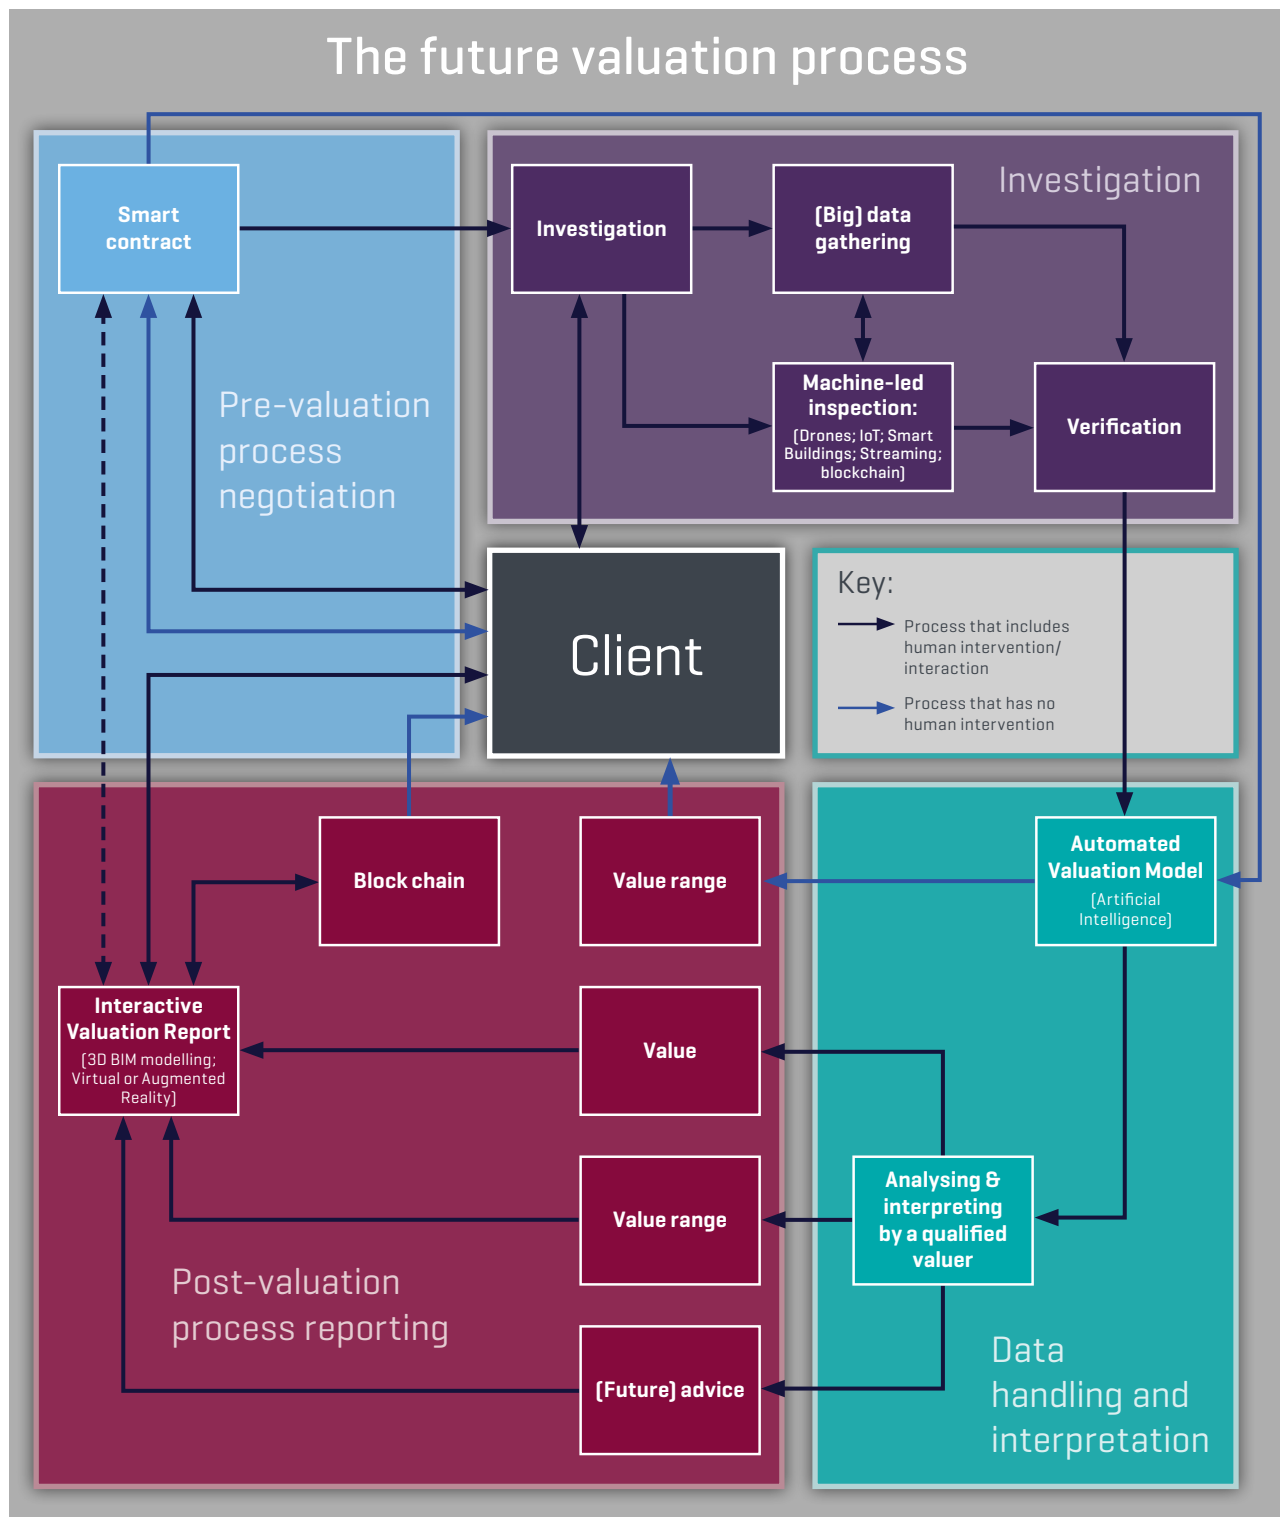 The future valuation process
Smart
contract
Pre-valuation
process
negotiation
Investigation
Investigation
(Big) data
gathering
Machine-led
inspection:
(Drones; IoT; Smart
Buildings; Streaming;
blockchain)
Verification
Client
Key:
Process that includes
human intervention/
interaction
Process that has no
human intervention
Block chain
Value range
Automated
Valuation Model
(Artificial
Intelligence)
Interactive
Valuation Report
(3D BIM modelling;
Virtual or Augmented
Reality)
Value
Value range
Analysing &
interpreting
by a qualified
valuer
Post-valuation
process reporting
(Future) advice
Data
handling and
interpretation